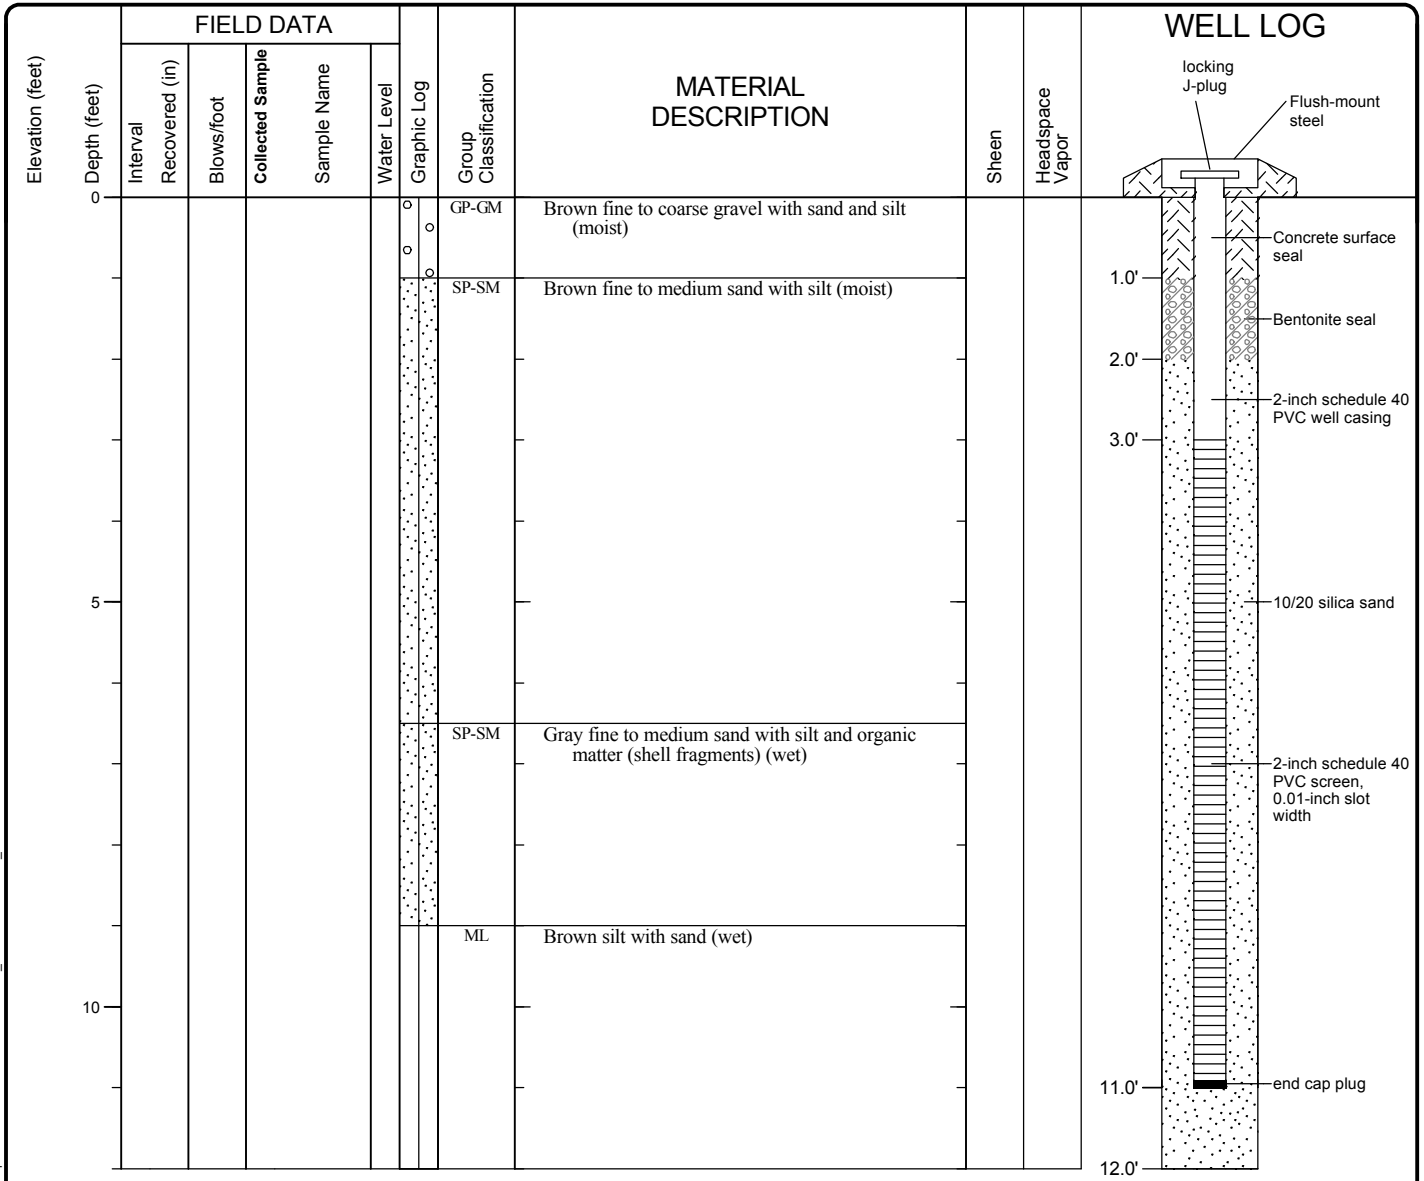 FIELD DATA
WELL LOG
Elevation (feet)
Depth (feet)
Interval
Recovered (in)
Blows/foot
Collected Sample
Sample Name
Water Level
Graphic Log
Group
Classification
MATERIAL
DESCRIPTION
Sheen
Headspace
Vapor
locking
J-plug
Flush-mount
steel
0
GP-GM
Brown fine to coarse gravel with sand and silt
(moist)
Concrete surface
seal
1.0'
SP-SM
Brown fine to medium sand with silt (moist)
Bentonite seal
2.0'
2-inch schedule 40
PVC well casing
3.0'
5
10/20 silica sand
SP-SM
Gray fine to medium sand with silt and organic
matter (shell fragments) (wet)
2-inch schedule 40
PVC screen,
0.01-inch slot
width
ML
Brown silt with sand (wet)
10
11.0'
end cap plug
12.0'